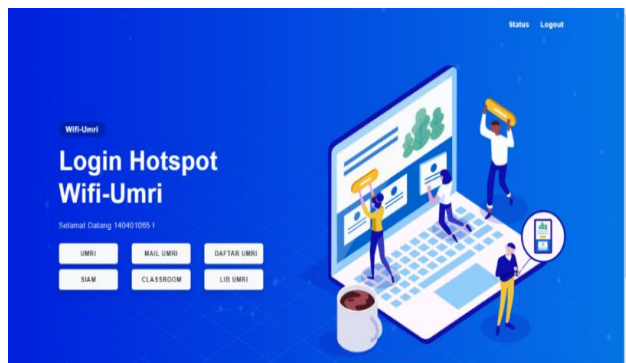 Status Logout
Wifi-Umri
Login Hotspot
Wifi-Umri
Selamat Datang 140401065 !
UMRI MAIL UMRI DAFTAR UMRI
SIAM CLASSROOM LIB UMRI